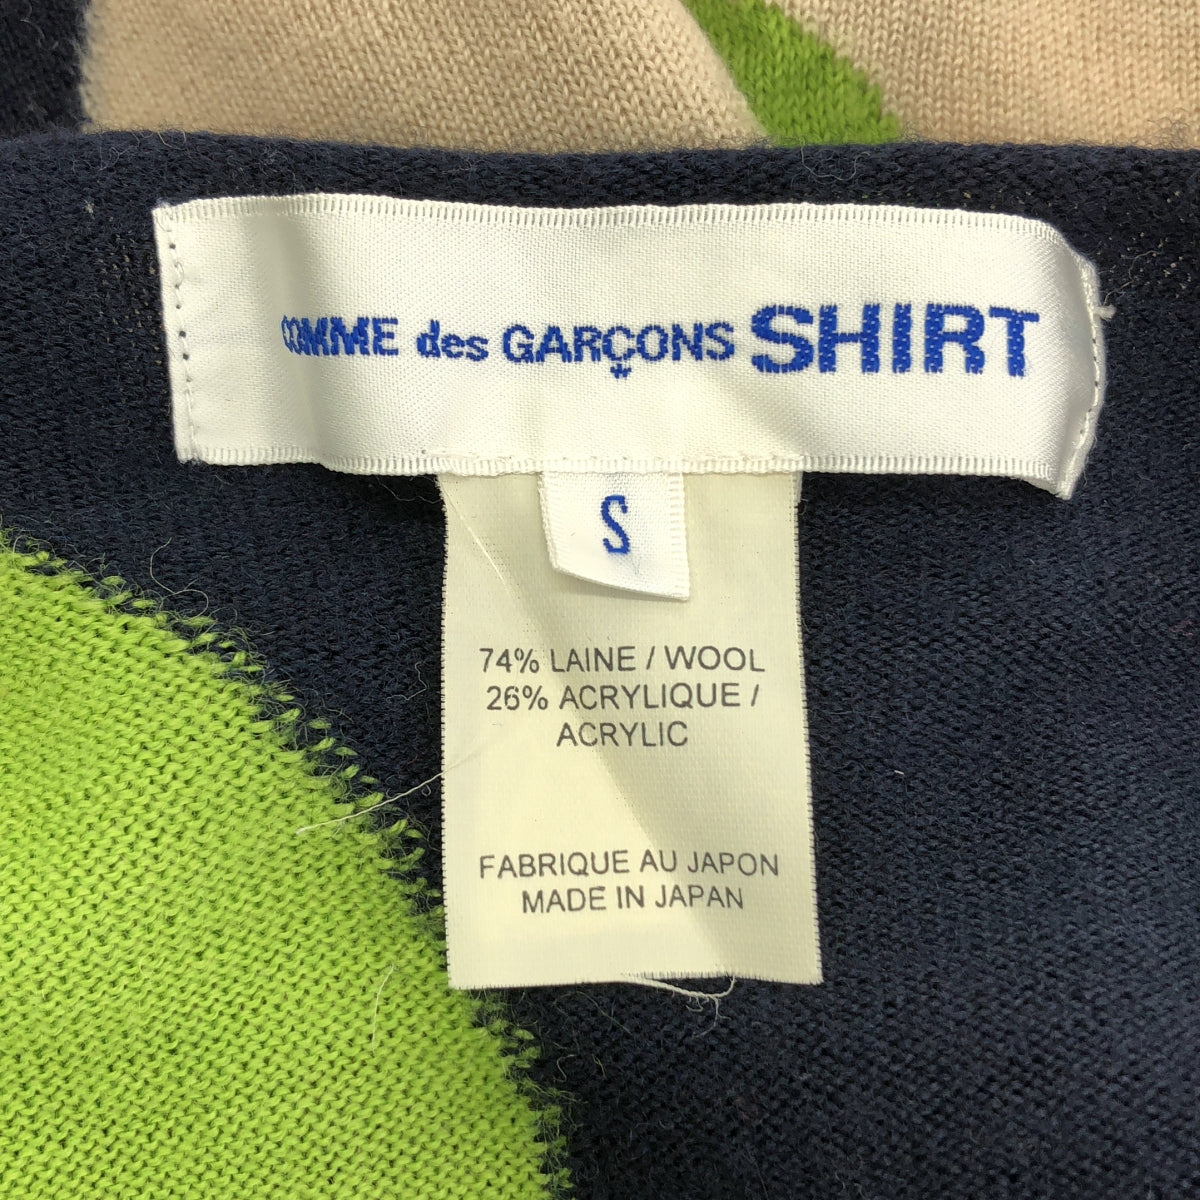 COMME des GARÇONS SHIRT
S
74% LAINE / WOOL
26% ACRYLIQUE /
ACRYLIC
FABRIQUE AU JAPON
MADE IN JAPAN